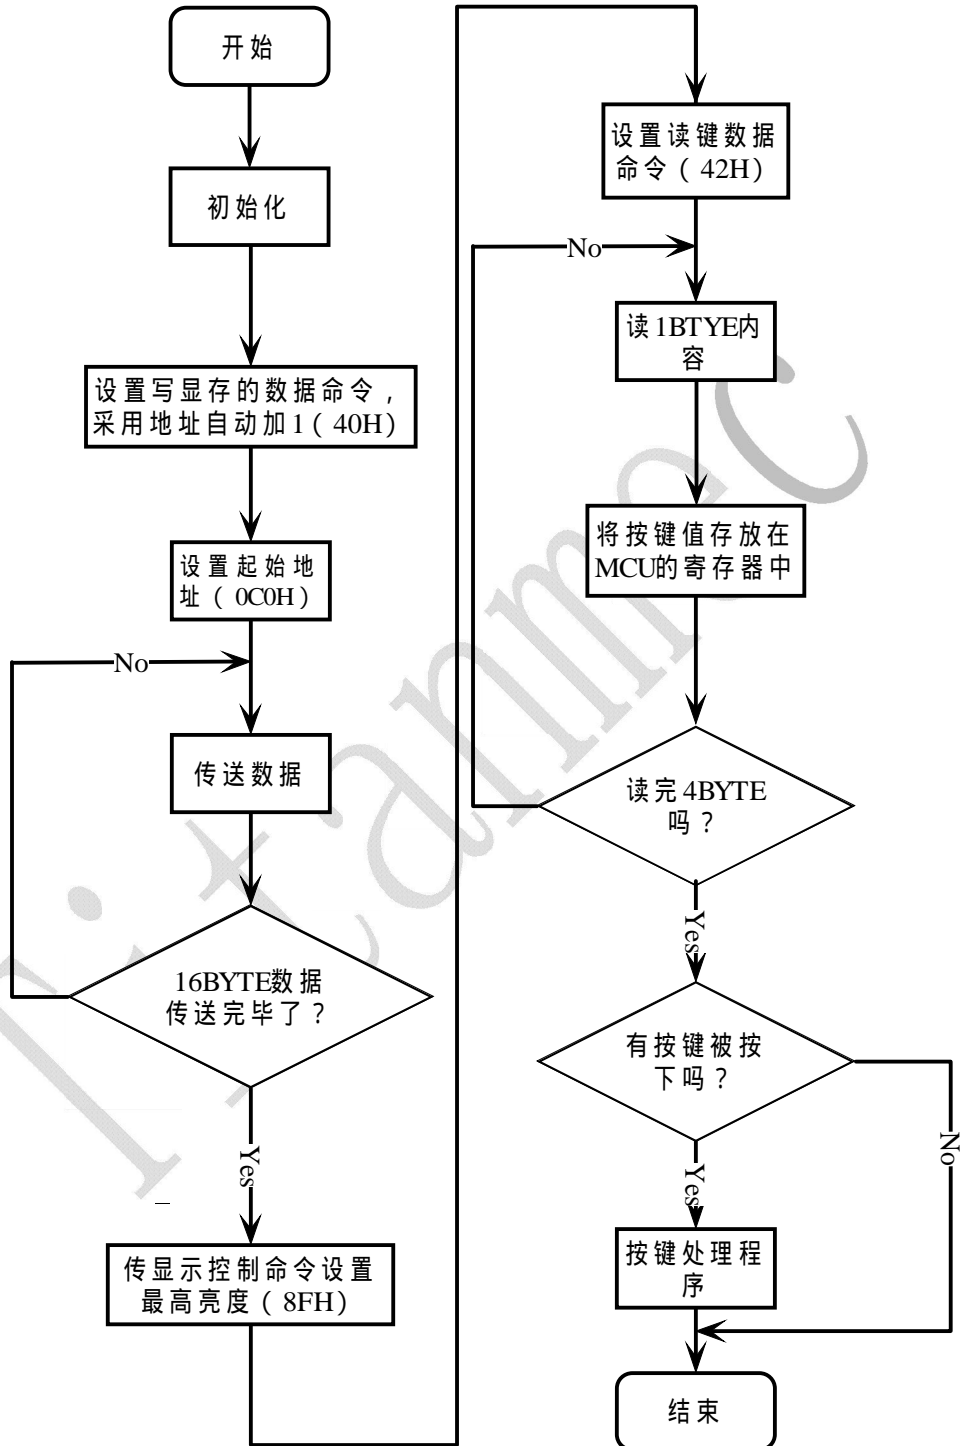 开始
初始化
设置写显存的数据命令，
采用地址自动加1（40H）
设置起始地
址（0C0H）
No
传送数据
16BYTE数据
传送完毕了？
Yes
传显示控制命令设置
最高亮度（8FH）
设置读键数据
命令（42H）
No
读1BTYE内
容
将按键值存放在
MCU的寄存器中
读完4BYTE
吗？
Yes
有按键被按
下吗？
No
Yes
按键处理程
序
结束
Titanmec